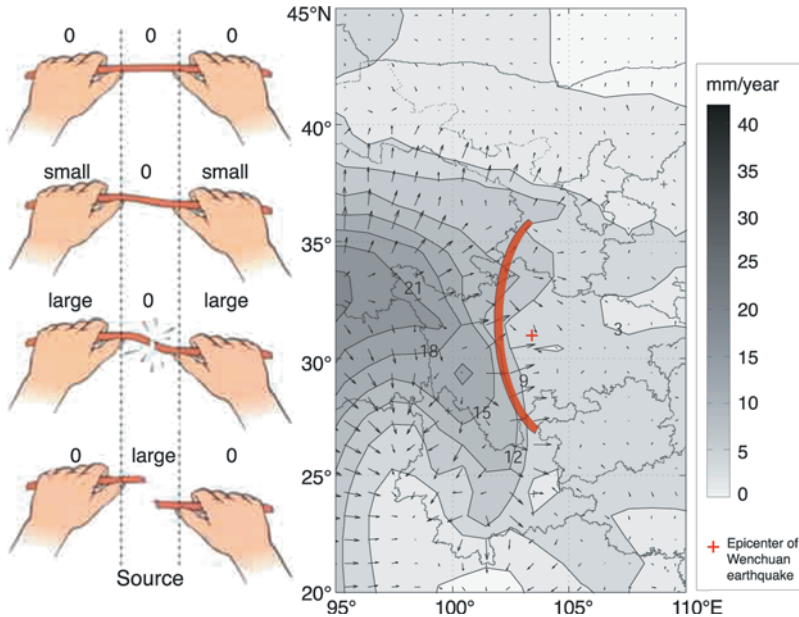 0 0 0
small 0 small
large 0 large
0 large 0
Source
45°N
40°
35°
30°
25°
20°
95° 100° 105° 110°E
21
18
15
12
9
3
mm/year
40
35
30
25
20
15
10
5
0
Epicenter of
Wenchuan
earthquake